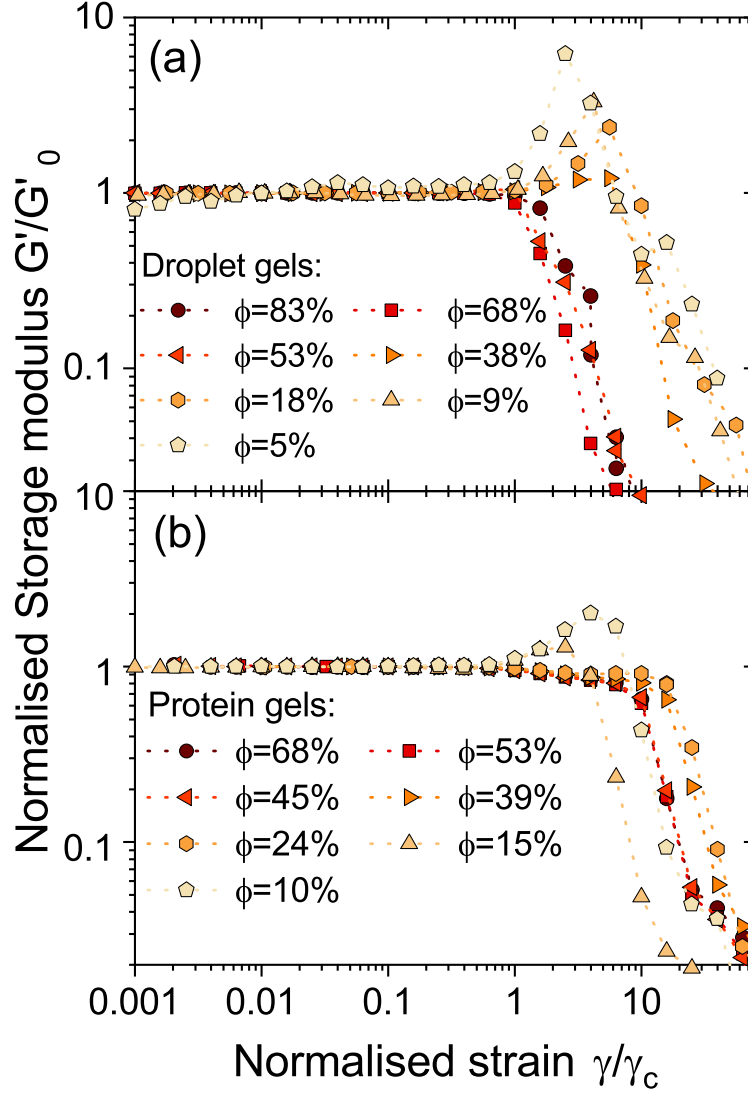 Normalised Storage modulus G'/G'₀
10
(a)
1
Droplet gels:
ϕ=83% ϕ=68%
ϕ=53% ϕ=38%
0.1
ϕ=18% ϕ=9%
ϕ=5%
10
(b)
1
Protein gels:
ϕ=68% ϕ=53%
ϕ=45% ϕ=39%
ϕ=24% ϕ=15%
0.1
ϕ=10%
0.001 0.01 0.1 1 10
Normalised strain γ/γ_c